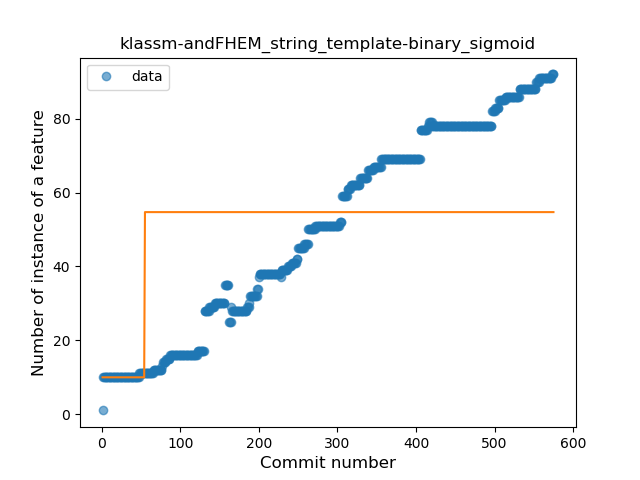 klassm-andFHEM_string_template-binary_sigmoid
data
Number of instance of a feature
80
60
40
20
0
0 100 200 300 400 500 600
Commit number